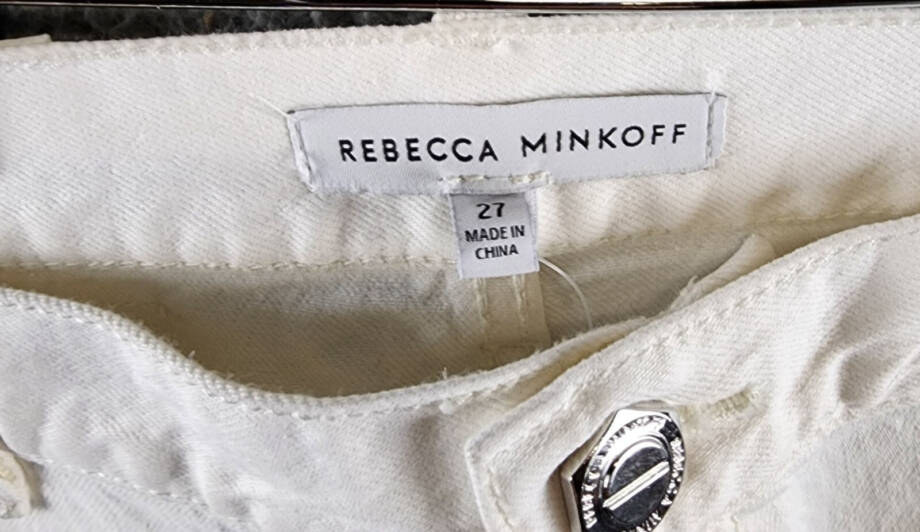 REBECCA MINKOFF
27
MADE IN
CHINA